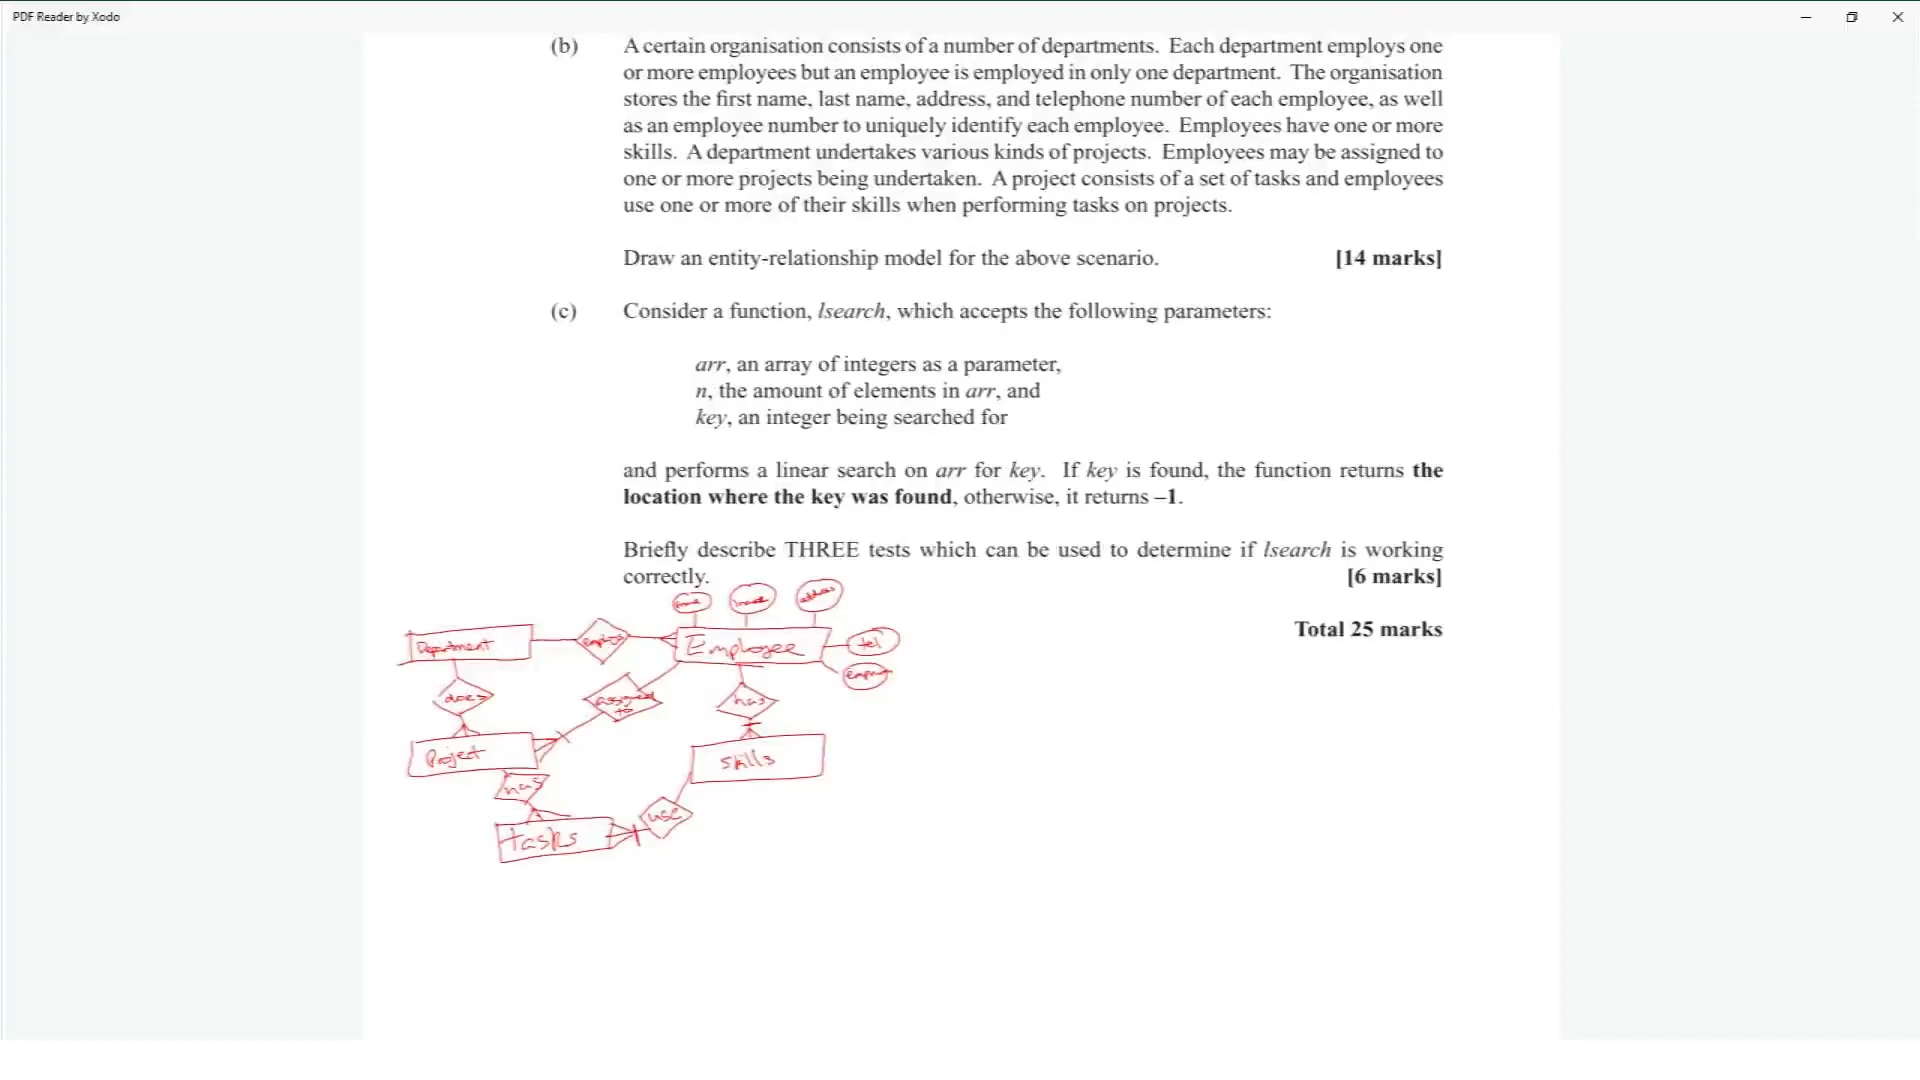 PDF Reader by Xodo
(b) A certain organisation consists of a number of departments. Each department employs one
or more employees but an employee is employed in only one department. The organisation
stores the first name, last name, address, and telephone number of each employee, as well
as an employee number to uniquely identify each employee. Employees have one or more
skills. A department undertakes various kinds of projects. Employees may be assigned to
one or more projects being undertaken. A project consists of a set of tasks and employees
use one or more of their skills when performing tasks on projects.
Draw an entity-relationship model for the above scenario. [14 marks]
(c) Consider a function, lsearch, which accepts the following parameters:
arr, an array of integers as a parameter,
n, the amount of elements in arr, and
key, an integer being searched for
and performs a linear search on arr for key. If key is found, the function returns the
location where the key was found, otherwise, it returns –1.
Briefly describe THREE tests which can be used to determine if lsearch is working
correctly. [6 marks]
Total 25 marks
address
Department
Employee
tel
does
assigned
to
has
Project
Skills
has
use
tasks